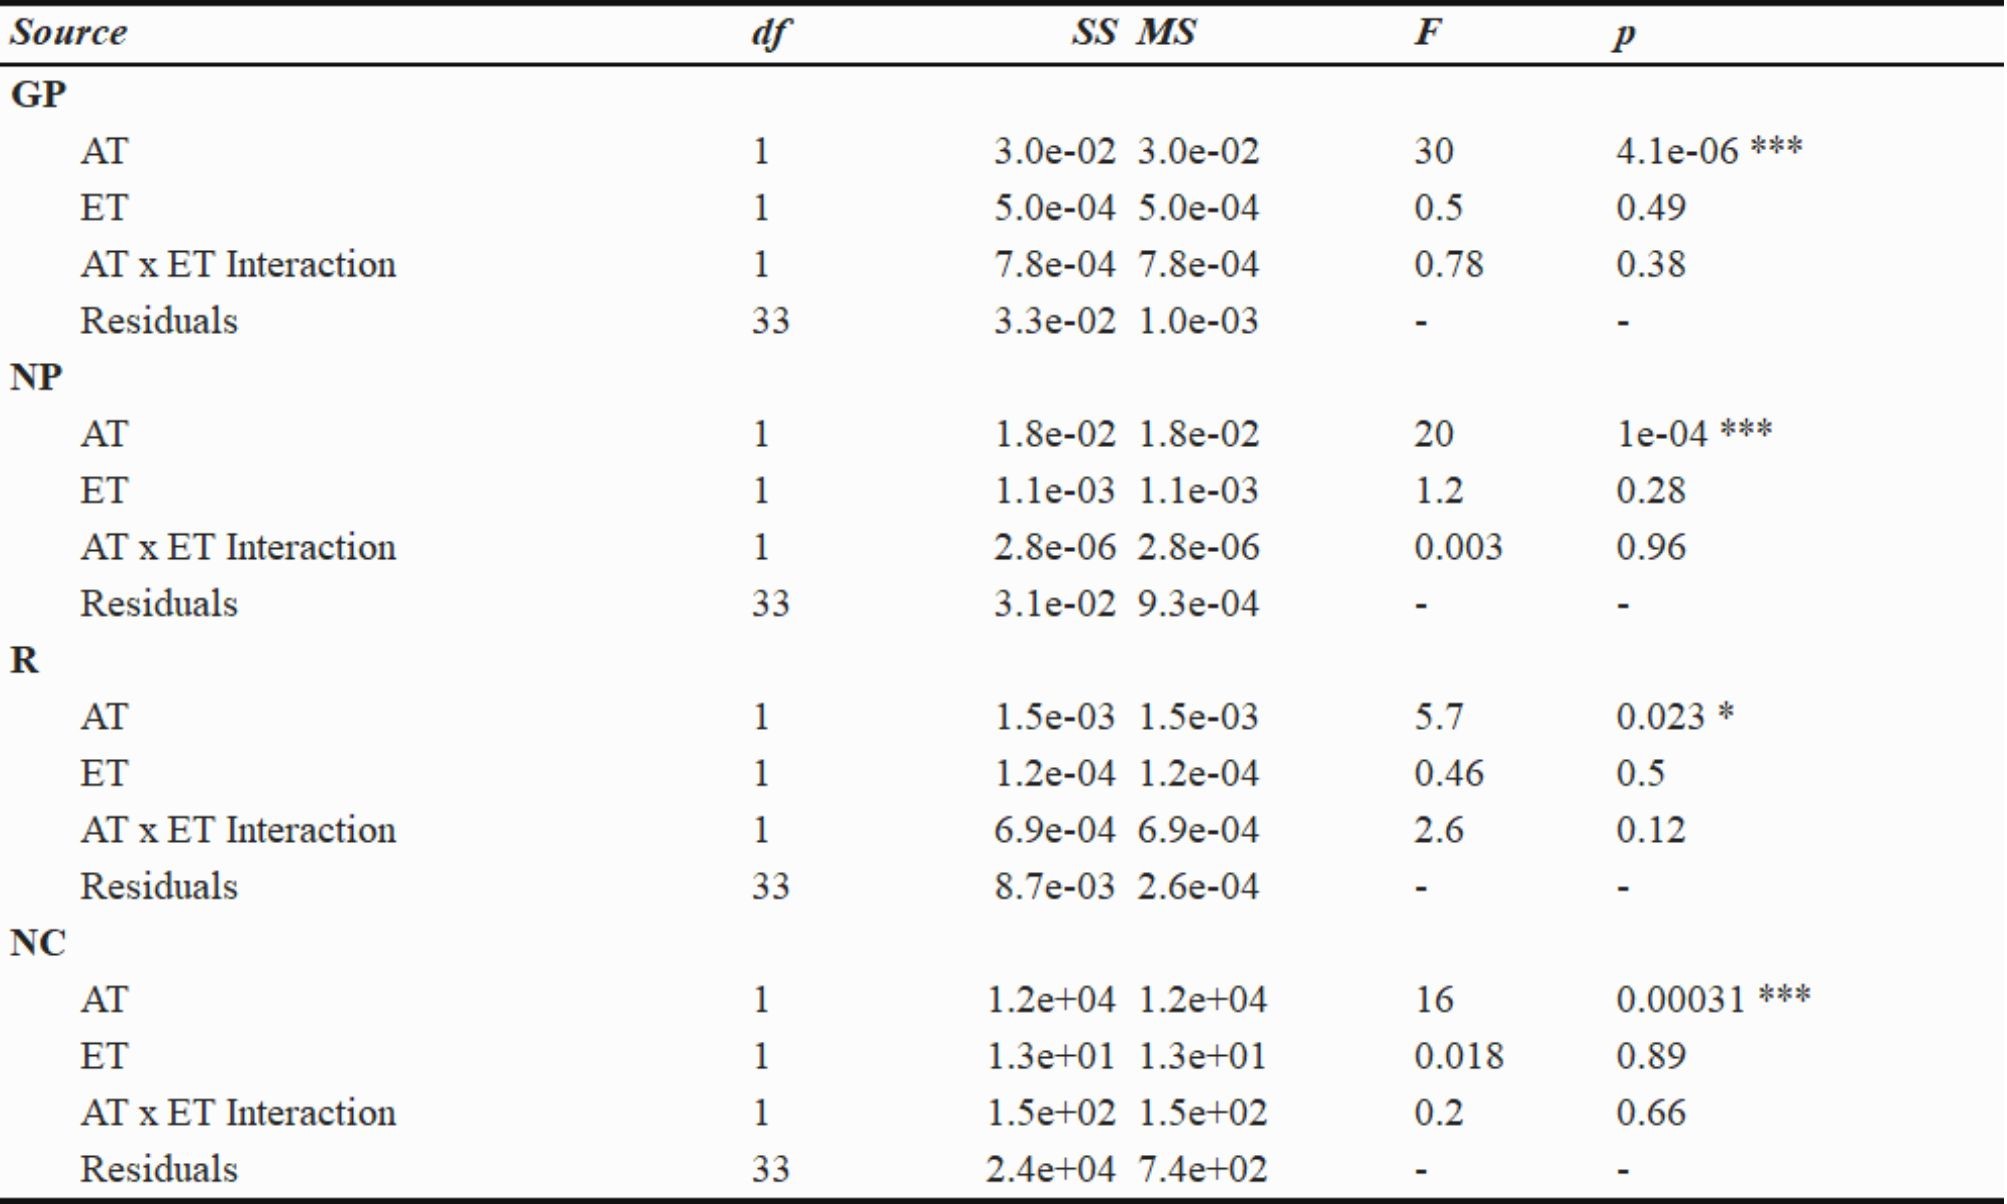 Source df SS MS F p
GP
AT 1 3.0e-02 3.0e-02 30 4.1e-06 ***
ET 1 5.0e-04 5.0e-04 0.5 0.49
AT x ET Interaction 1 7.8e-04 7.8e-04 0.78 0.38
Residuals 33 3.3e-02 1.0e-03 - -
NP
AT 1 1.8e-02 1.8e-02 20 1e-04 ***
ET 1 1.1e-03 1.1e-03 1.2 0.28
AT x ET Interaction 1 2.8e-06 2.8e-06 0.003 0.96
Residuals 33 3.1e-02 9.3e-04 - -
R
AT 1 1.5e-03 1.5e-03 5.7 0.023 *
ET 1 1.2e-04 1.2e-04 0.46 0.5
AT x ET Interaction 1 6.9e-04 6.9e-04 2.6 0.12
Residuals 33 8.7e-03 2.6e-04 - -
NC
AT 1 1.2e+04 1.2e+04 16 0.00031 ***
ET 1 1.3e+01 1.3e+01 0.018 0.89
AT x ET Interaction 1 1.5e+02 1.5e+02 0.2 0.66
Residuals 33 2.4e+04 7.4e+02 - -